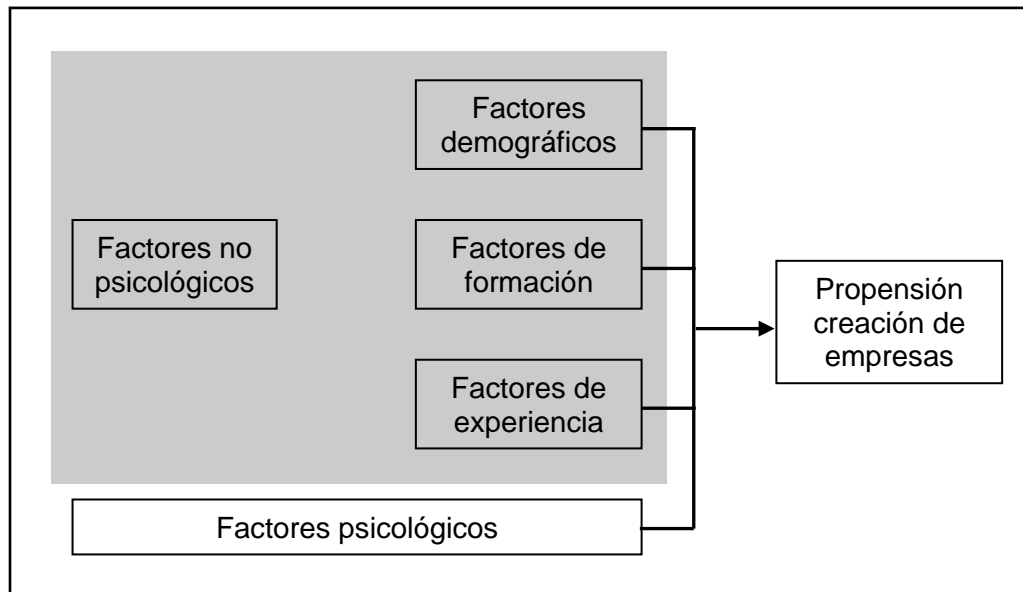 Factores
demográficos
Factores no
psicológicos
Factores de
formación
Propensión
creación de
empresas
Factores de
experiencia
Factores psicológicos